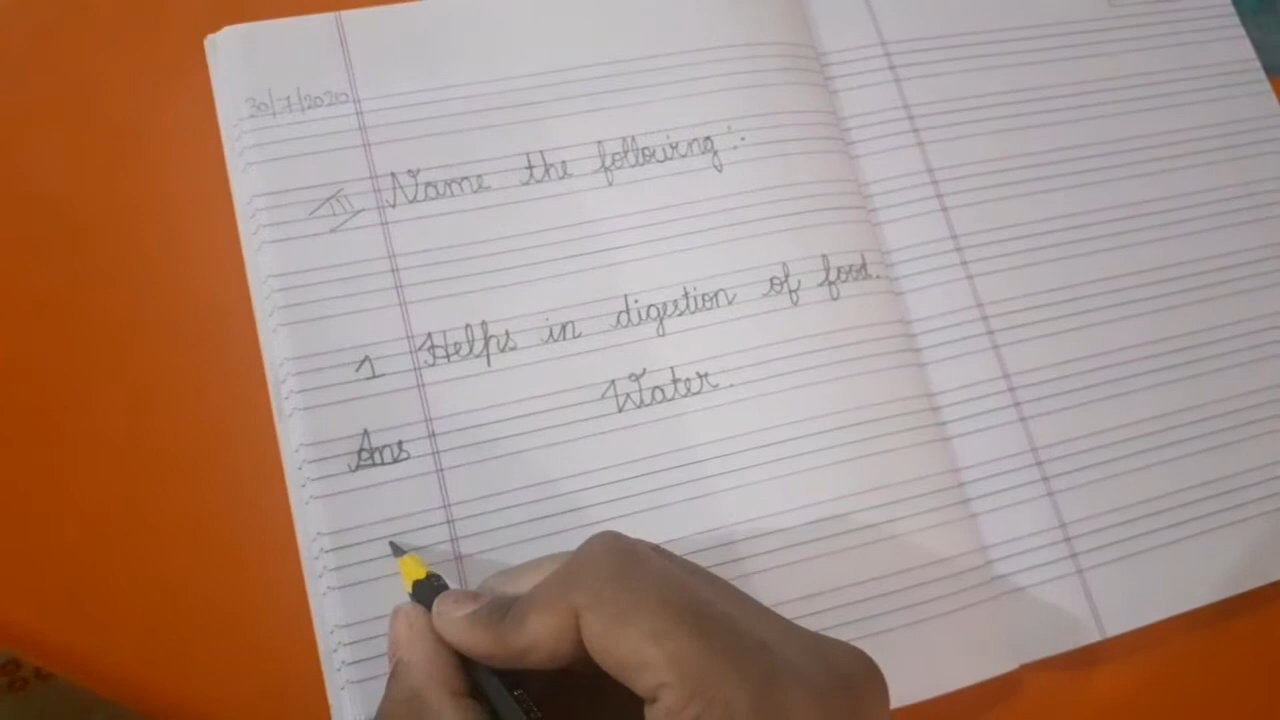 30/7/2020
III Name the following :-
1 Helps in digestion of food.
Water.
Ans